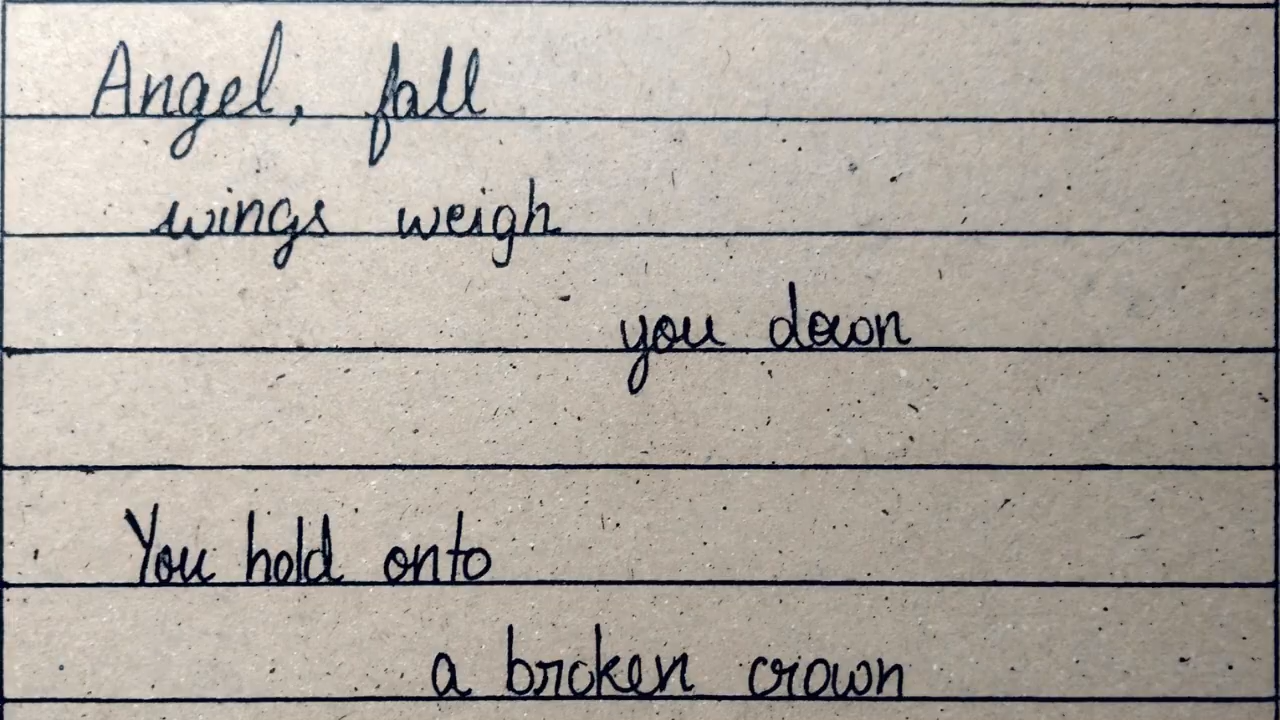 Angel, fall
wings weigh
you down
You hold onto
a broken crown